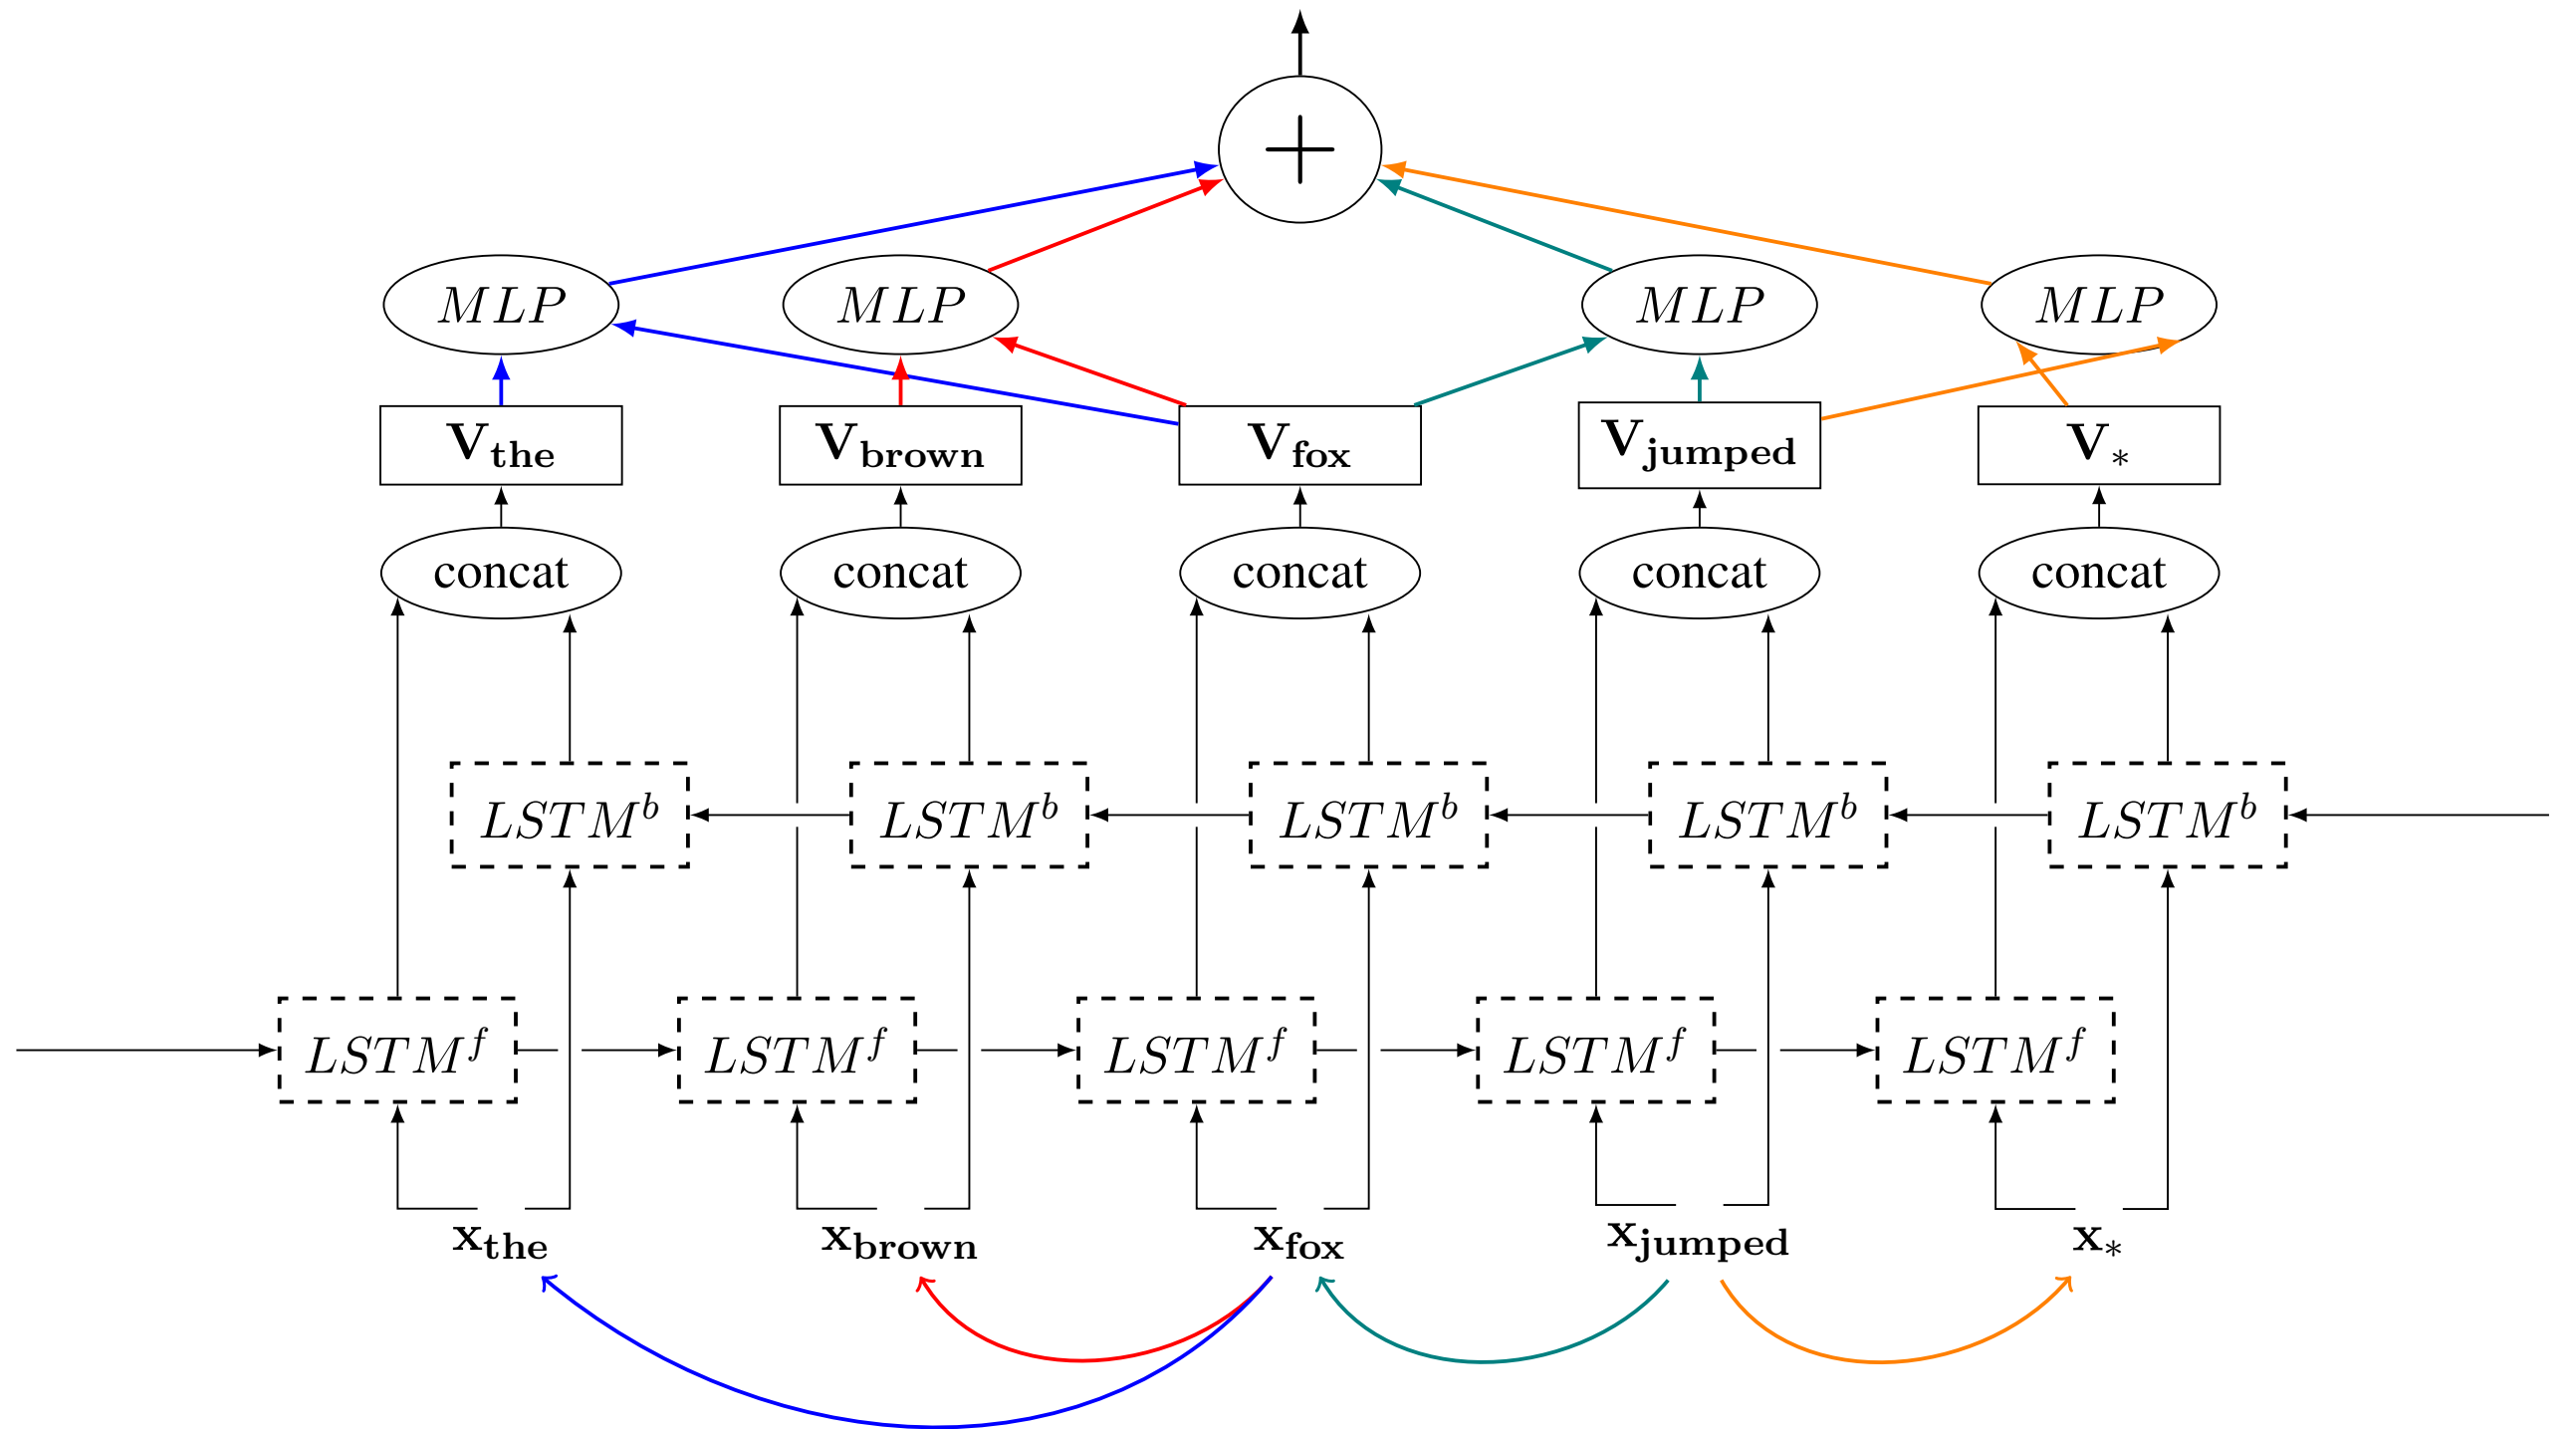 +
MLP MLP MLP MLP
V_the V_brown V_fox V_jumped V_*
concat concat concat concat concat
LSTM^b LSTM^b LSTM^b LSTM^b LSTM^b
LSTM^f LSTM^f LSTM^f LSTM^f LSTM^f
x_the x_brown x_fox x_jumped x_*